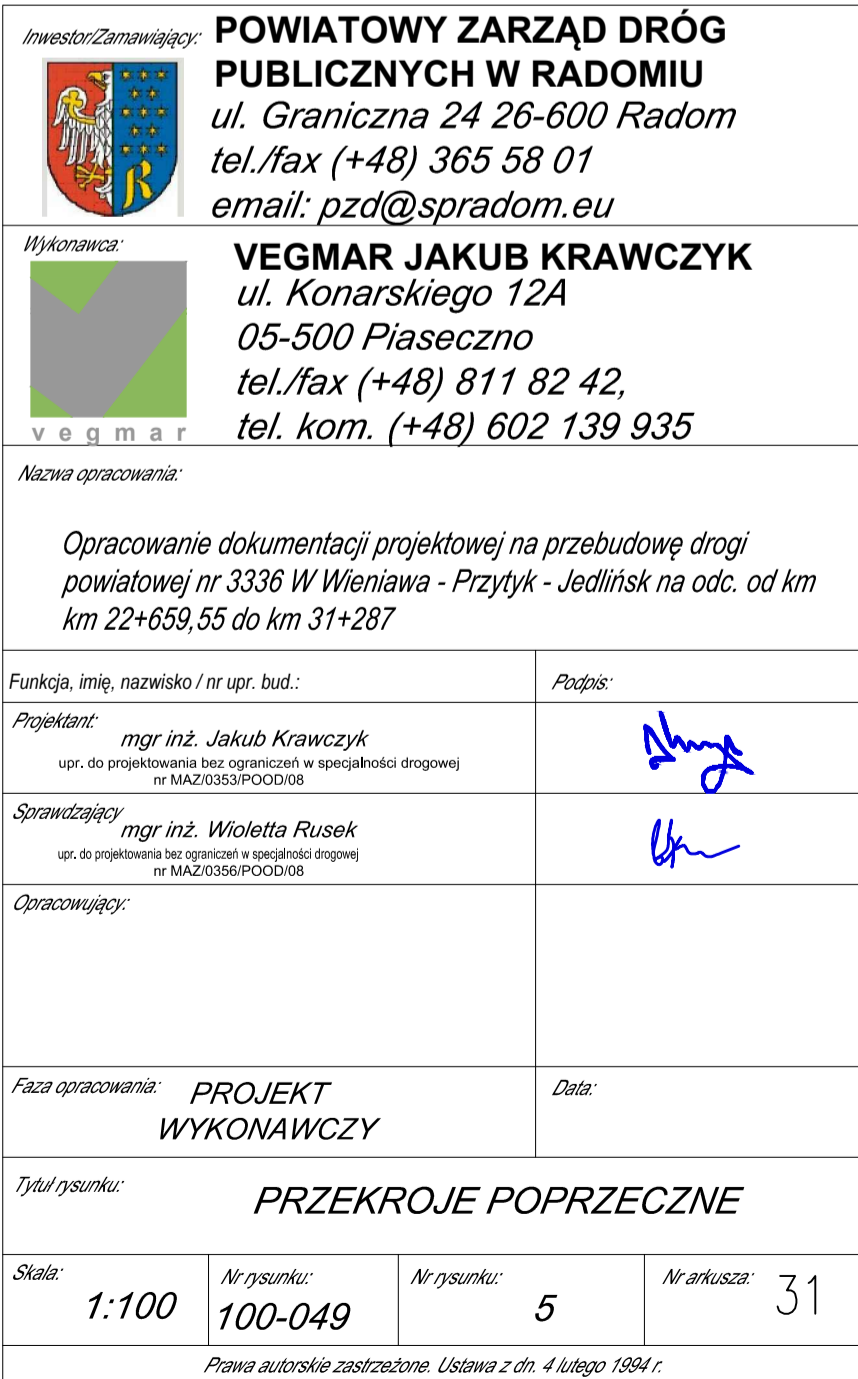 Inwestor/Zamawiający: POWIATOWY ZARZĄD DRÓG
PUBLICZNYCH W RADOMIU
ul. Graniczna 24 26-600 Radom
tel./fax (+48) 365 58 01
email: pzd@spradom.eu
R
Wykonawca:
VEGMAR JAKUB KRAWCZYK
ul. Konarskiego 12A
05-500 Piaseczno
tel./fax (+48) 811 82 42,
tel. kom. (+48) 602 139 935
vegmar
Nazwa opracowania:
Opracowanie dokumentacji projektowej na przebudowę drogi
powiatowej nr 3336 W Wieniawa - Przytyk - Jedlińsk na odc. od km
km 22+659,55 do km 31+287
Funkcja, imię, nazwisko / nr upr. bud.: Podpis:
Projektant:
mgr inż. Jakub Krawczyk
upr. do projektowania bez ograniczeń w specjalności drogowej
nr MAZ/0353/POOD/08
Sprawdzający
mgr inż. Wioletta Rusek
upr. do projektowania bez ograniczeń w specjalności drogowej
nr MAZ/0356/POOD/08
Opracowujący:
Faza opracowania: PROJEKT
WYKONAWCZY
Data:
Tytuł rysunku:
PRZEKROJE POPRZECZNE
Skala: 1:100
Nr rysunku: 100-049
Nr rysunku: 5
Nr arkusza: 31
Prawa autorskie zastrzeżone. Ustawa z dn. 4 lutego 1994 r.